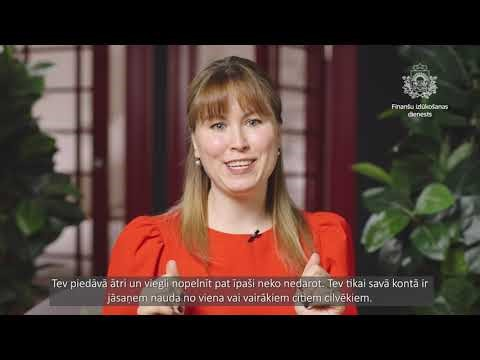 Finanšu izlūkošanas
dienests
Tev piedāvā ātri un viegli nopelnīt pat īpaši neko nedarot. Tev tikai savā kontā ir
jāsaņem nauda no viena vai vairākiem citiem cilvēkiem.